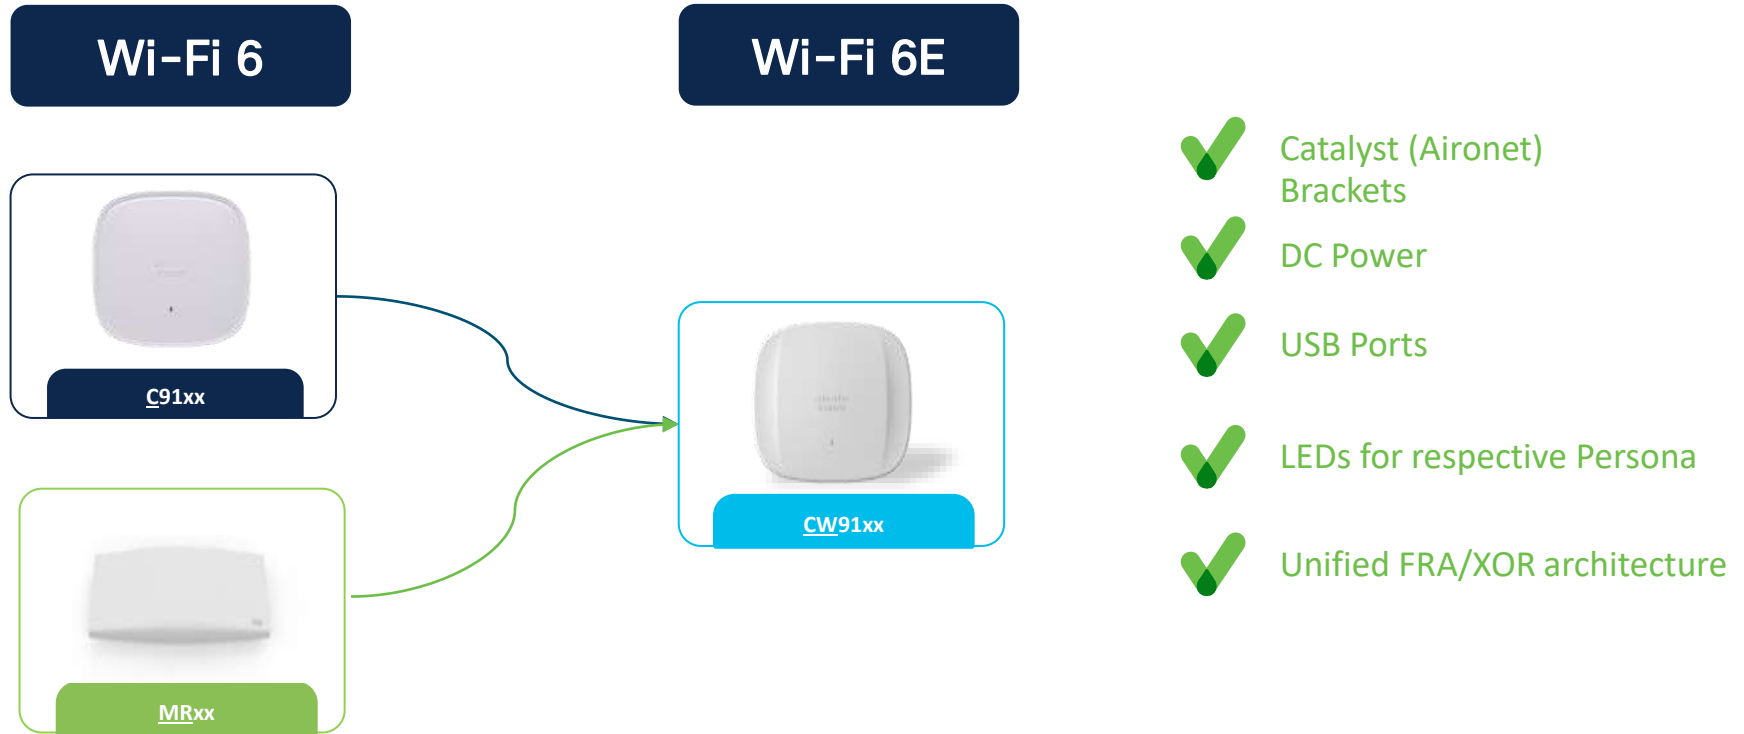 Wi-Fi 6
Wi-Fi 6E
C91xx
MRxx
CW91xx
Catalyst (Aironet)
Brackets
DC Power
USB Ports
LEDs for respective Persona
Unified FRA/XOR architecture